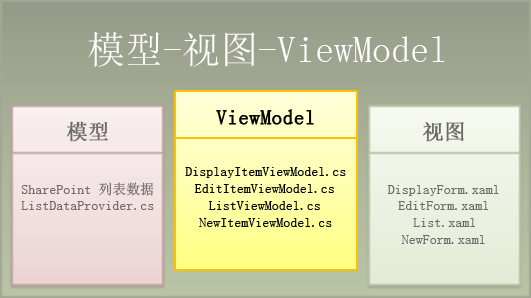 模型-视图-ViewModel
模型
SharePoint 列表数据
ListDataProvider.cs
ViewModel
DisplayItemViewModel.cs
EditItemViewModel.cs
ListViewModel.cs
NewItemViewModel.cs
视图
DisplayForm.xaml
EditForm.xaml
List.xaml
NewForm.xaml